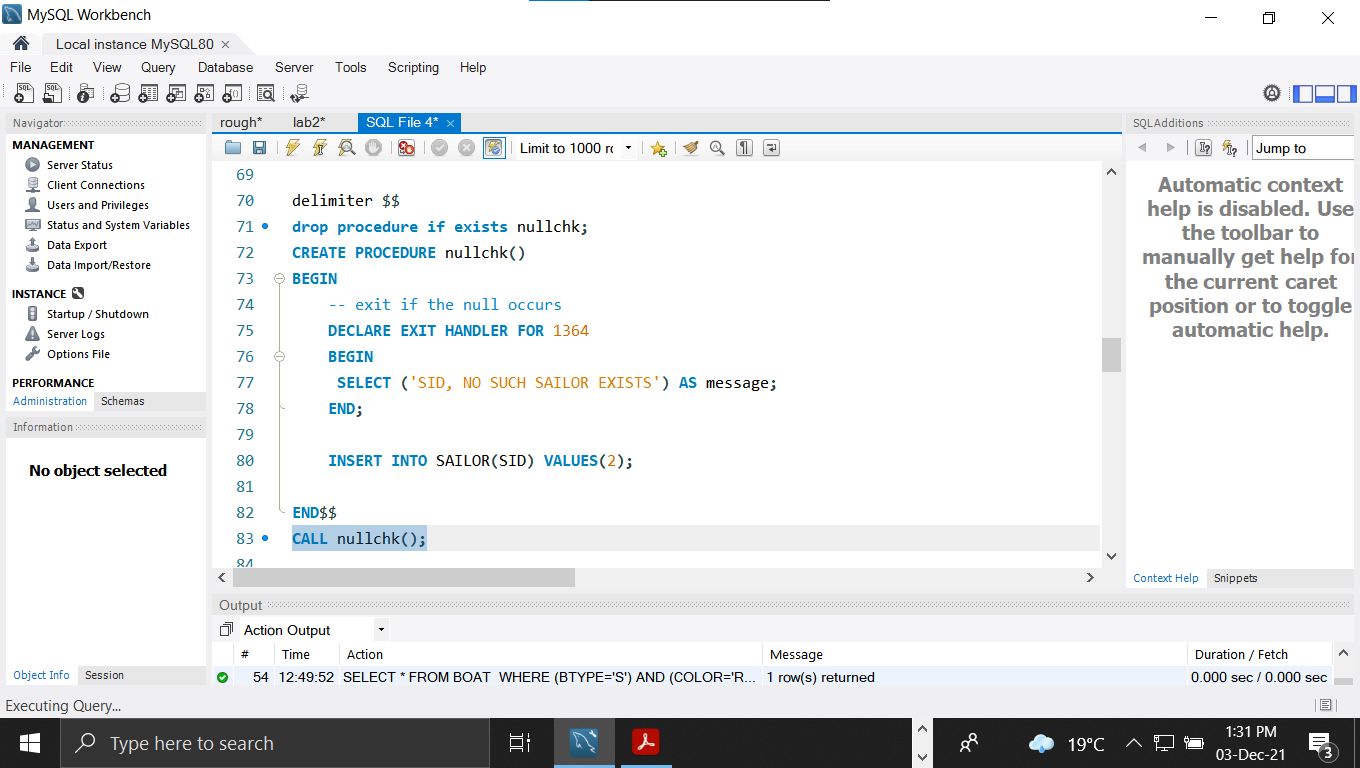 MySQL Workbench
Local instance MySQL80
File Edit View Query Database Server Tools Scripting Help
Navigator
MANAGEMENT
Server Status
Client Connections
Users and Privileges
Status and System Variables
Data Export
Data Import/Restore
INSTANCE
Startup / Shutdown
Server Logs
Options File
PERFORMANCE
Administration Schemas
Information
No object selected
Object Info Session
rough* lab2* SQL File 4*
Limit to 1000 rc
69
70 delimiter $$
71 drop procedure if exists nullchk;
72 CREATE PROCEDURE nullchk()
73 BEGIN
74 -- exit if the null occurs
75 DECLARE EXIT HANDLER FOR 1364
76 BEGIN
77 SELECT ('SID, NO SUCH SAILOR EXISTS') AS message;
78 END;
79
80 INSERT INTO SAILOR(SID) VALUES(2);
81
82 END$$
83 CALL nullchk();
84
SQLAdditions
Jump to
Automatic context
help is disabled. Use
the toolbar to
manually get help for
the current caret
position or to toggle
automatic help.
Context Help Snippets
Output
Action Output
# Time Action Message Duration / Fetch
54 12:49:52 SELECT * FROM BOAT WHERE (BTYPE='S') AND (COLOR='R... 1 row(s) returned 0.000 sec / 0.000 sec
Executing Query...
Type here to search
19°C
1:31 PM
03-Dec-21
3